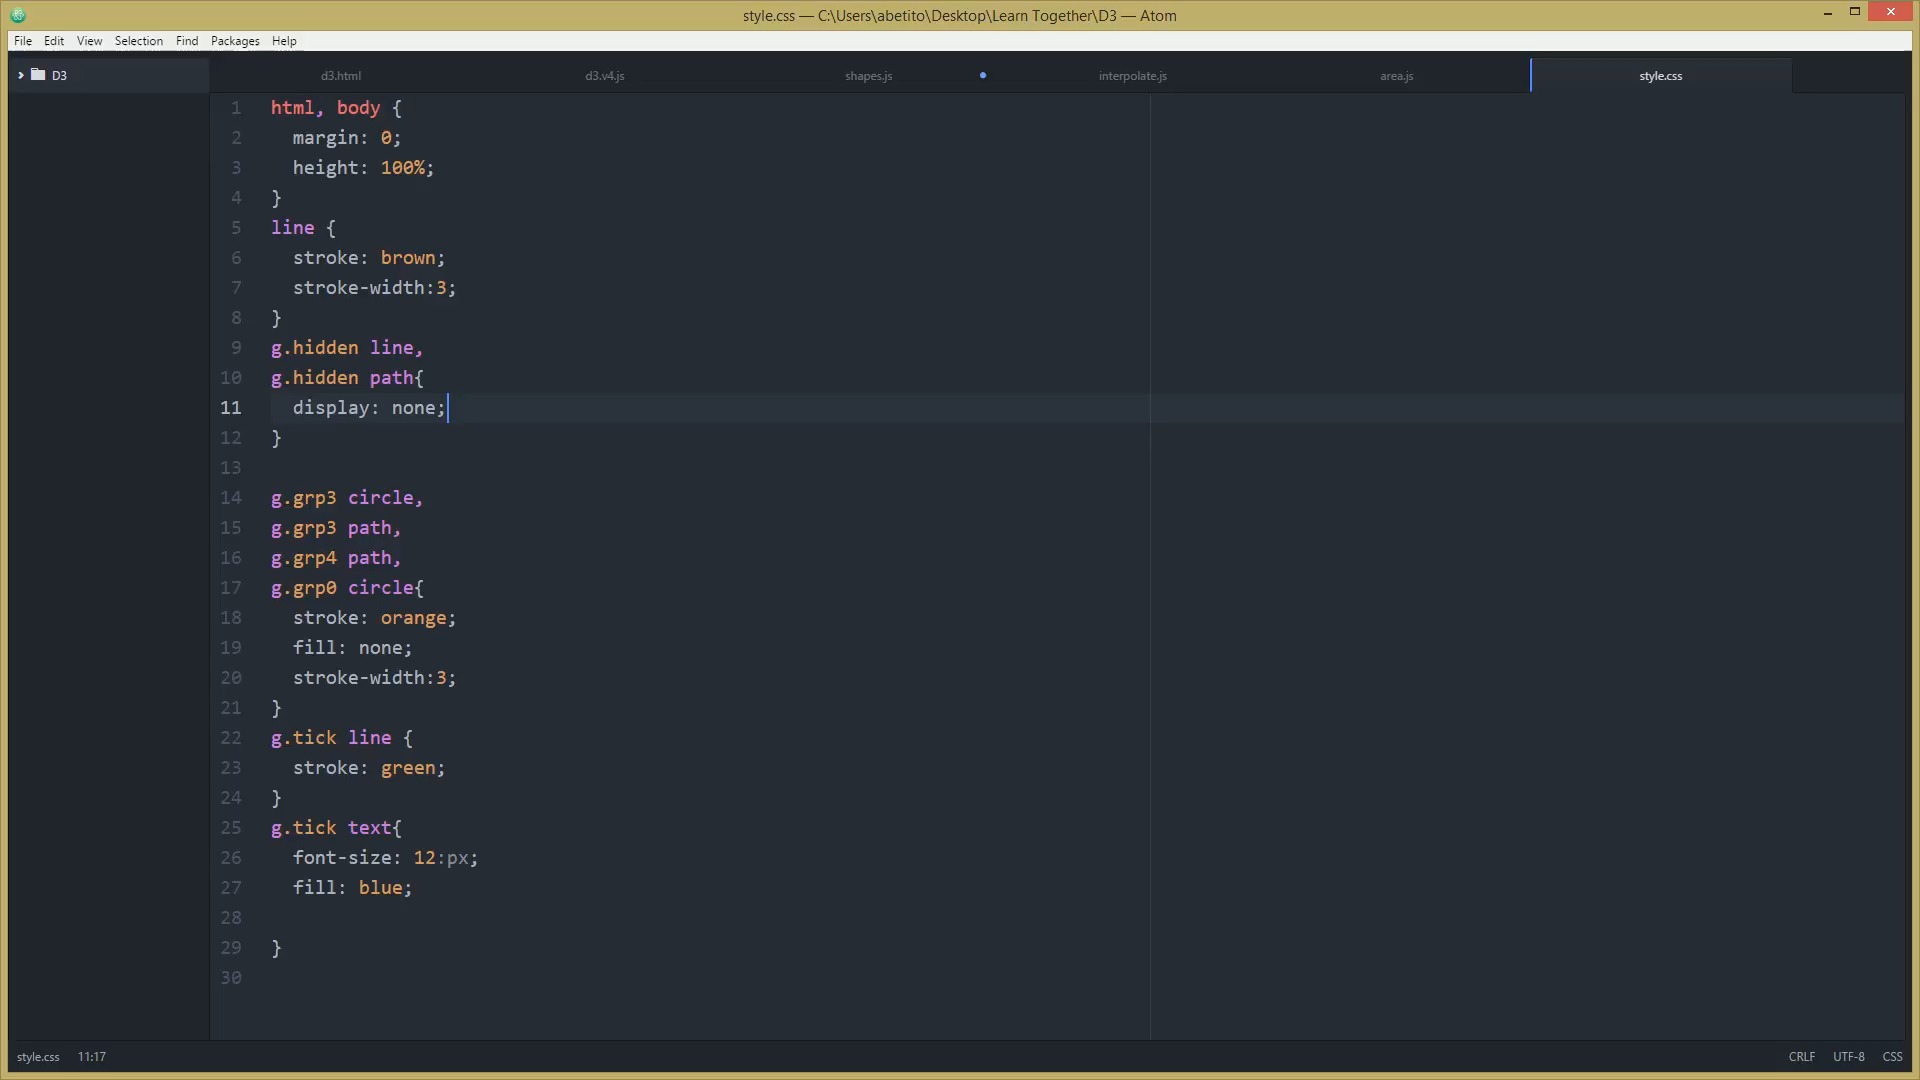 style.css — C:\Users\abetito\Desktop\Learn Together\D3 — Atom
File Edit View Selection Find Packages Help
D3
d3.html d3.v4.js shapes.js interpolate.js area.js style.css
1 html, body {
2 margin: 0;
3 height: 100%;
4 }
5 line {
6 stroke: brown;
7 stroke-width:3;
8 }
9 g.hidden line,
10 g.hidden path{
11 display: none;
12 }
13
14 g.grp3 circle,
15 g.grp3 path,
16 g.grp4 path,
17 g.grp0 circle{
18 stroke: orange;
19 fill: none;
20 stroke-width:3;
21 }
22 g.tick line {
23 stroke: green;
24 }
25 g.tick text{
26 font-size: 12:px;
27 fill: blue;
28
29 }
30
style.css 11:17 CRLF UTF-8 CSS